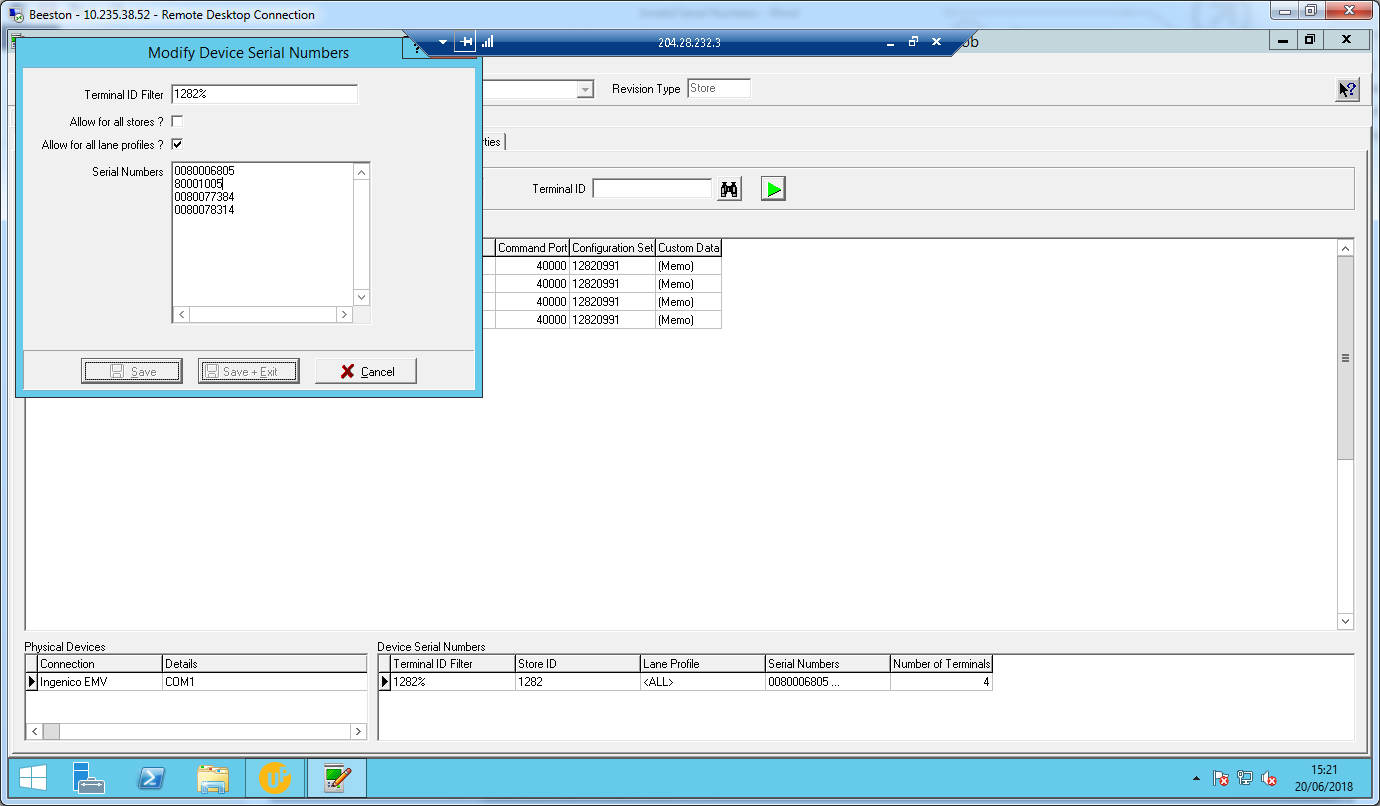 Beeston - 10.235.38.52 - Remote Desktop Connection
204.28.232.3
Modify Device Serial Numbers
?
Terminal ID Filter 1282%
Allow for all stores ?
Allow for all lane profiles ?
Serial Numbers
0080006805
80001005
0080077384
0080078314
Save
Save + Exit
Cancel
Revision Type Store
Terminal ID
Command Port Configuration Set Custom Data
40000 12820991 (Memo)
40000 12820991 (Memo)
40000 12820991 (Memo)
40000 12820991 (Memo)
Physical Devices
Connection Details
Ingenico EMV COM1
Device Serial Numbers
Terminal ID Filter Store ID Lane Profile Serial Numbers Number of Terminals
1282% 1282 <ALL> 0080006805 ... 4
15:21
20/06/2018